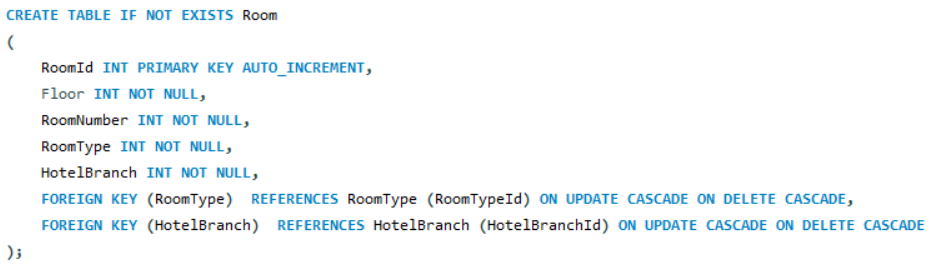 CREATE TABLE IF NOT EXISTS Room
(
    RoomId INT PRIMARY KEY AUTO_INCREMENT,
    Floor INT NOT NULL,
    RoomNumber INT NOT NULL,
    RoomType INT NOT NULL,
    HotelBranch INT NOT NULL,
    FOREIGN KEY (RoomType)  REFERENCES RoomType (RoomTypeId) ON UPDATE CASCADE ON DELETE CASCADE,
    FOREIGN KEY (HotelBranch)  REFERENCES HotelBranch (HotelBranchId) ON UPDATE CASCADE ON DELETE CASCADE
);